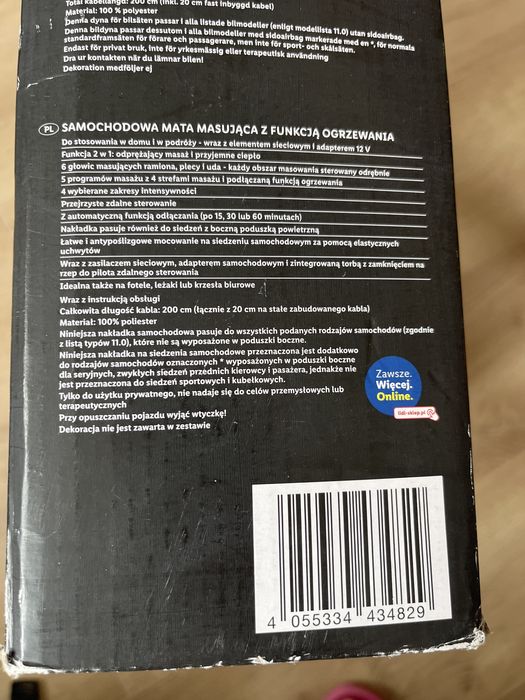 Total kabellängd: 200 cm (inkl. 20 cm fast inbyggd kabel)
Material: 100 % polyester
Denna dyna för bilsäten passar i alla listade bilmodeller (enligt modellista 11.0) utan sidoairbag.
Denna bildyna passar dessutom i alla bilmodeller med sidoairbag markerade med en *, för normala
standardframsäten för förare och passagerare, men inte för sport- och skålsäten.
Endast för privat bruk, inte för yrkesmässig eller terapeutisk användning
Dra ur kontakten när du lämnar bilen!
Dekoration medföljer ej
PL SAMOCHODOWA MATA MASUJĄCA Z FUNKCJĄ OGRZEWANIA
Do stosowania w domu i w podróży - wraz z elementem sieciowym i adapterem 12 V
Funkcja 2 w 1: odprężający masaż i przyjemne ciepło
6 głowic masujących ramiona, plecy i uda - każdy obszar masowania sterowany odrębnie
5 programów masażu z 4 strefami masażu i podłączaną funkcją ogrzewania
4 wybierane zakresy intensywności
Przejrzyste zdalne sterowanie
Z automatyczną funkcją odłączania (po 15, 30 lub 60 minutach)
Nakładka pasuje również do siedzeń z boczną poduszką powietrzną
Łatwe i antypoślizgowe mocowanie na siedzeniu samochodowym za pomocą elastycznych
uchwytów
Wraz z zasilaczem sieciowym, adapterem samochodowym i zintegrowaną torbą z zamknięciem na
rzep do pilota zdalnego sterowania
Idealna także na fotele, leżaki lub krzesła biurowe
Wraz z instrukcją obsługi
Całkowita długość kabla: 200 cm (łącznie z 20 cm na stałe zabudowanego kabla)
Materiał: 100% poliester
Niniejsza nakładka samochodowa pasuje do wszystkich podanych rodzajów samochodów (zgodnie
z listą typów 11.0), które nie są wyposażone w poduszki boczne.
Niniejsza nakładka na siedzenia samochodowe przeznaczona jest dodatkowo
do rodzajów samochodów oznaczonych * wyposażonych w poduszki boczne
dla seryjnych, zwykłych siedzeń przednich kierowcy i pasażera, jednakże nie
jest przeznaczona do siedzeń sportowych i kubełkowych.
Tylko do użytku prywatnego, nie nadaje się do celów przemysłowych lub
terapeutycznych
Przy opuszczaniu pojazdu wyjąć wtyczkę!
Dekoracja nie jest zawarta w zestawie
Zawsze.
Więcej.
Online.
lidl-sklep.pl
4 055334 434829